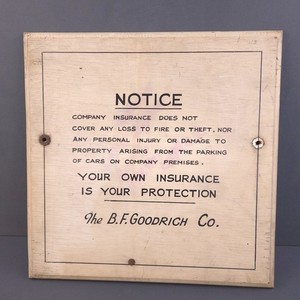 NOTICE
COMPANY INSURANCE DOES NOT
COVER ANY LOSS TO FIRE OR THEFT, NOR
ANY PERSONAL INJURY OR DAMAGE TO
PROPERTY ARISING FROM THE PARKING
OF CARS ON COMPANY PREMISES.
YOUR OWN INSURANCE
IS YOUR PROTECTION
The B.F. GOODRICH Co.